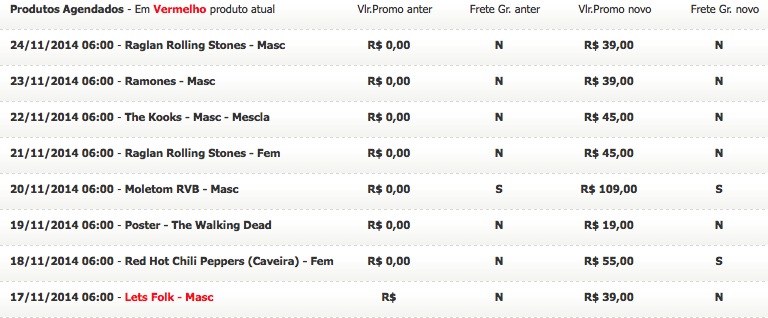 Produtos Agendados - Em Vermelho produto atual Vlr.Promo anter Frete Gr. anter Vlr.Promo novo Frete Gr. novo
24/11/2014 06:00 - Raglan Rolling Stones - Masc R$ 0,00 N R$ 39,00 N
23/11/2014 06:00 - Ramones - Masc R$ 0,00 N R$ 39,00 N
22/11/2014 06:00 - The Kooks - Masc - Mescla R$ 0,00 N R$ 45,00 N
21/11/2014 06:00 - Raglan Rolling Stones - Fem R$ 0,00 N R$ 45,00 N
20/11/2014 06:00 - Moletom RVB - Masc R$ 0,00 S R$ 109,00 S
19/11/2014 06:00 - Poster - The Walking Dead R$ 0,00 N R$ 19,00 N
18/11/2014 06:00 - Red Hot Chili Peppers (Caveira) - Fem R$ 0,00 N R$ 55,00 S
17/11/2014 06:00 - Lets Folk - Masc R$ N R$ 39,00 N